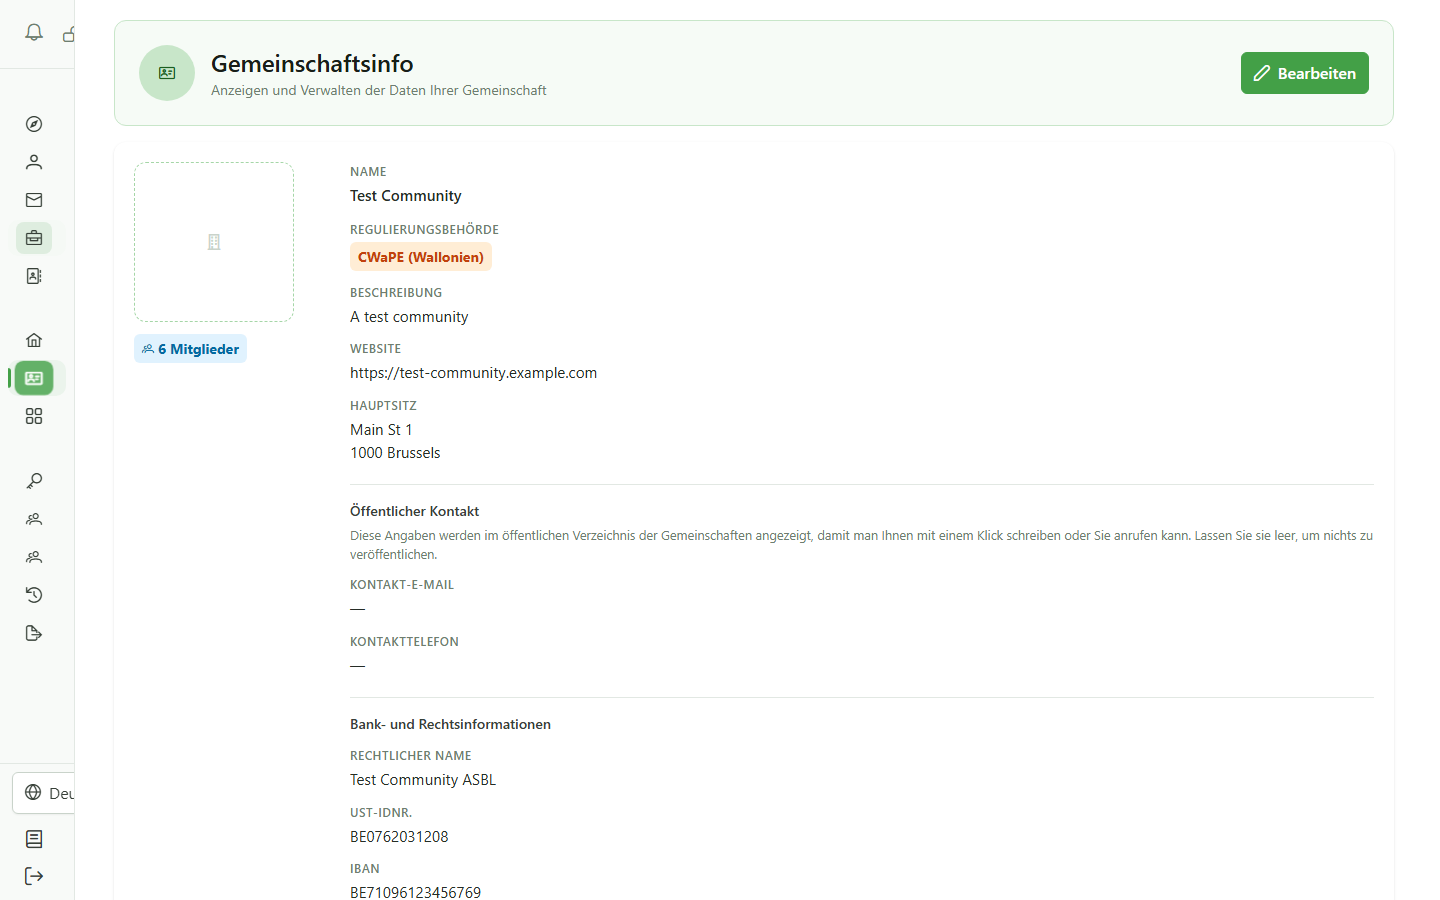 Gemeinschaftsinfo
Anzeigen und Verwalten der Daten Ihrer Gemeinschaft
Bearbeiten
6 Mitglieder
NAME
Test Community
REGULIERUNGSBEHÖRDE
CWaPE (Wallonien)
BESCHREIBUNG
A test community
WEBSITE
https://test-community.example.com
HAUPTSITZ
Main St 1
1000 Brussels
Öffentlicher Kontakt
Diese Angaben werden im öffentlichen Verzeichnis der Gemeinschaften angezeigt, damit man Ihnen mit einem Klick schreiben oder Sie anrufen kann. Lassen Sie sie leer, um nichts zu
veröffentlichen.
KONTAKT-E-MAIL
—
KONTAKTTELEFON
—
Bank- und Rechtsinformationen
RECHTLICHER NAME
Test Community ASBL
UST-IDNR.
BE0762031208
IBAN
BE71096123456769
Deu